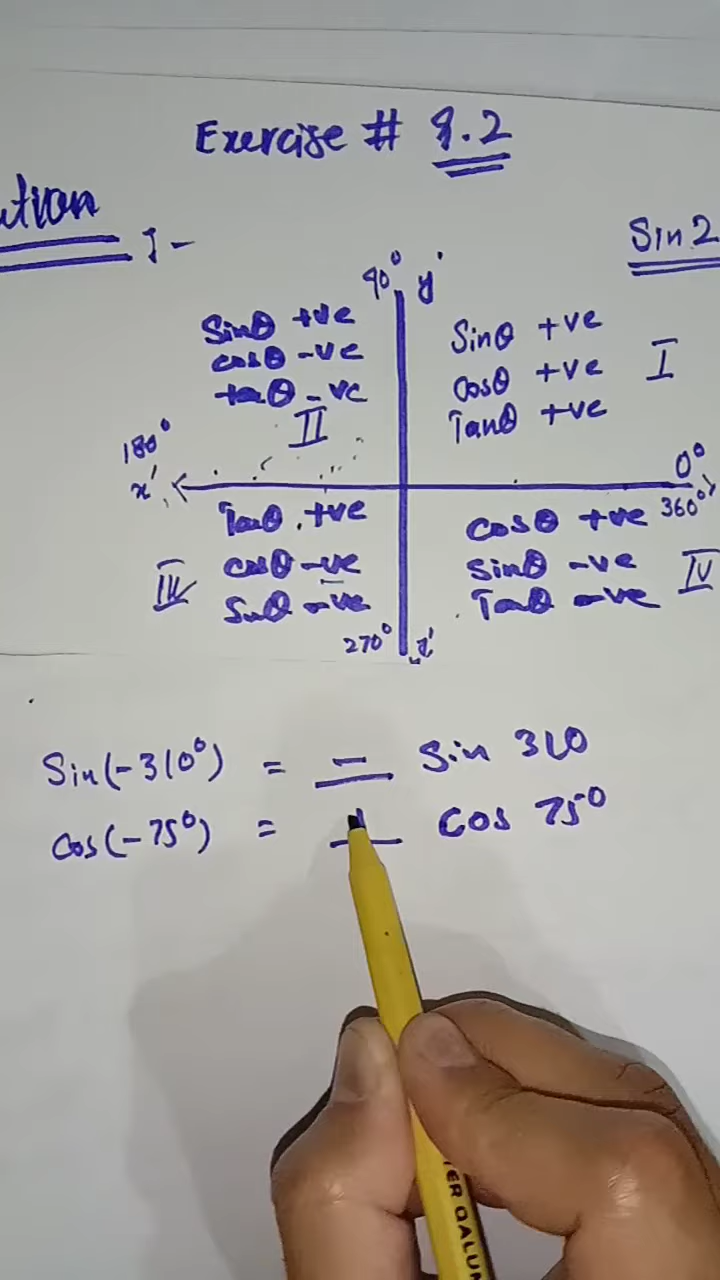 Exercise # 9.2
ution :-
Sin 2
90° y
Sinθ +ve
cosθ -ve
tanθ -ve
II
Sinθ +ve
cosθ +ve
Tanθ +ve
I
180°
x'
0°
360°
Tanθ +ve
cosθ -ve
Sinθ -ve
III
270°
cosθ +ve
Sinθ -ve
Tanθ -ve
IV
Sin(-310°) = - Sin 310
cos(-75°) = cos 75°
TER QALUM